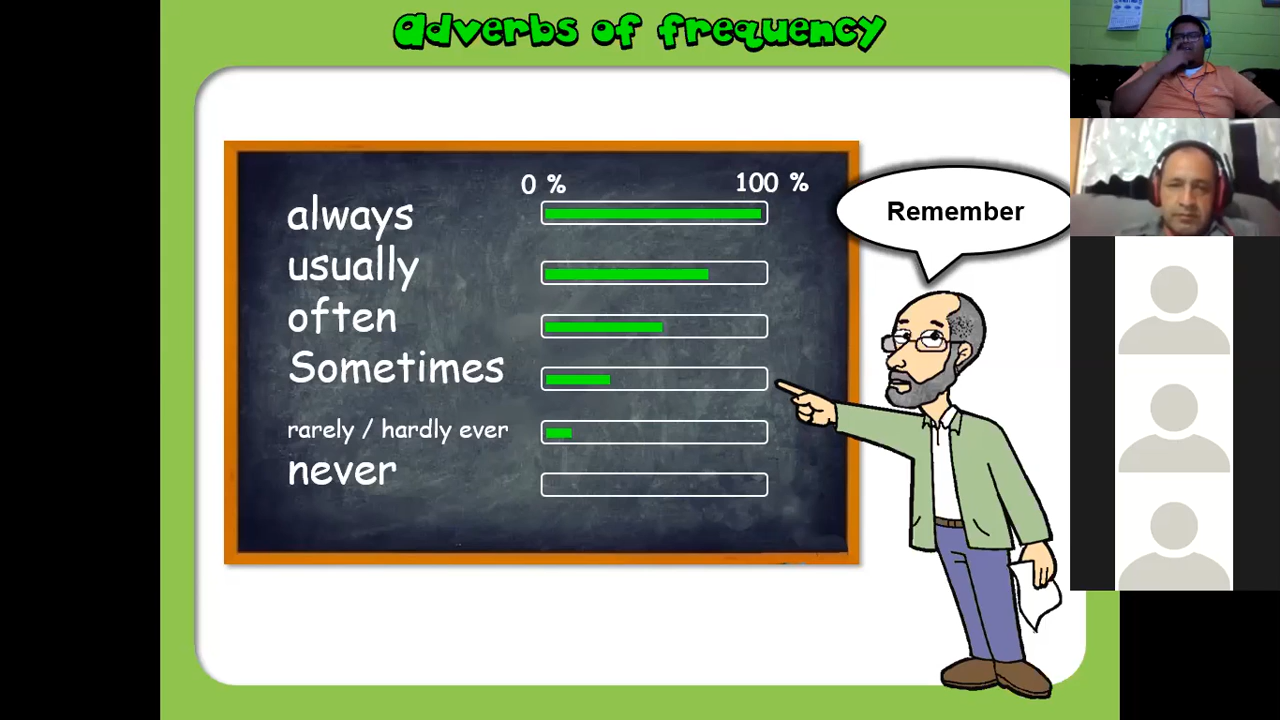 Adverbs of frequency
0 % 100 %
always
usually
often
Sometimes
rarely / hardly ever
never
Remember